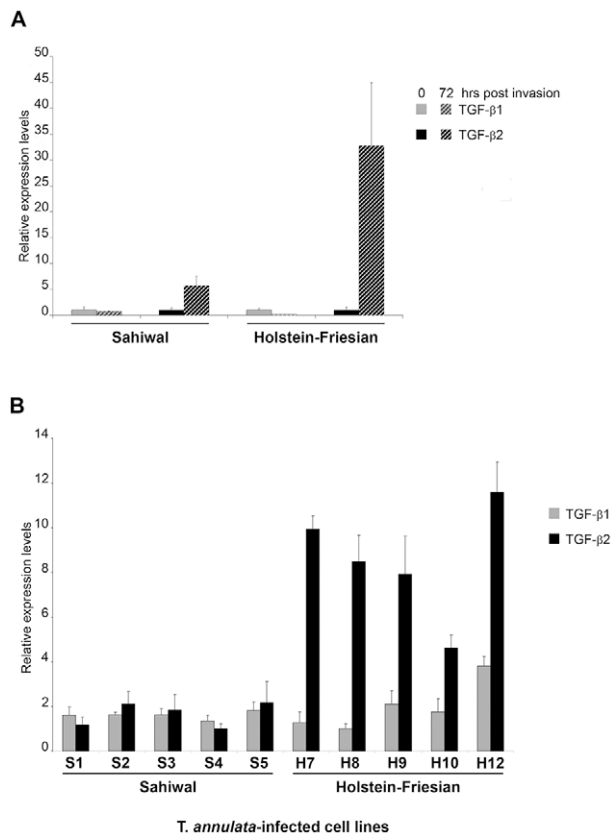 A
50
45
40
35
30
25
20
15
10
5
0
Relative expression levels
0 72 hrs post invasion
TGF-β1
TGF-β2
Sahiwal Holstein-Friesian
B
14
12
10
8
6
4
2
0
Relative expression levels
TGF-β1
TGF-β2
S1 S2 S3 S4 S5 H7 H8 H9 H10 H12
Sahiwal Holstein-Friesian
T. annulata-infected cell lines